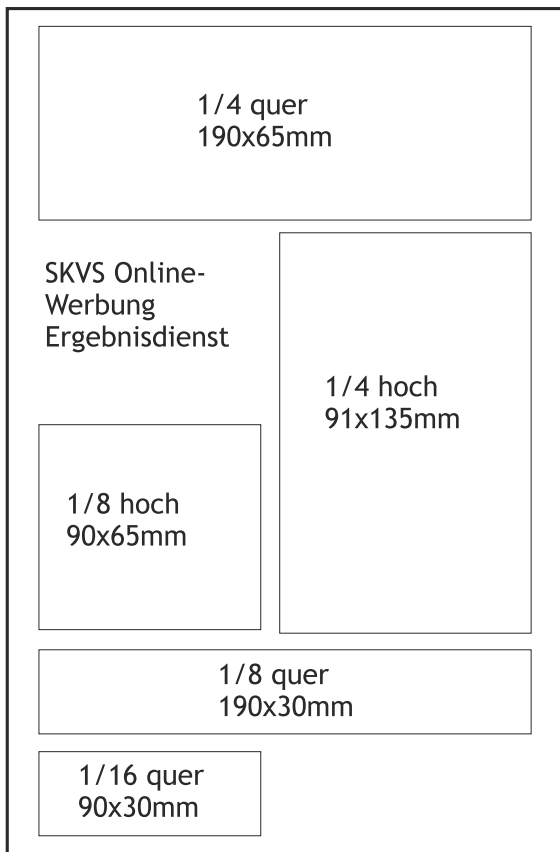 1/4 quer
190x65mm
SKVS Online-
Werbung
Ergebnisdienst
1/4 hoch
91x135mm
1/8 hoch
90x65mm
1/8 quer
190x30mm
1/16 quer
90x30mm